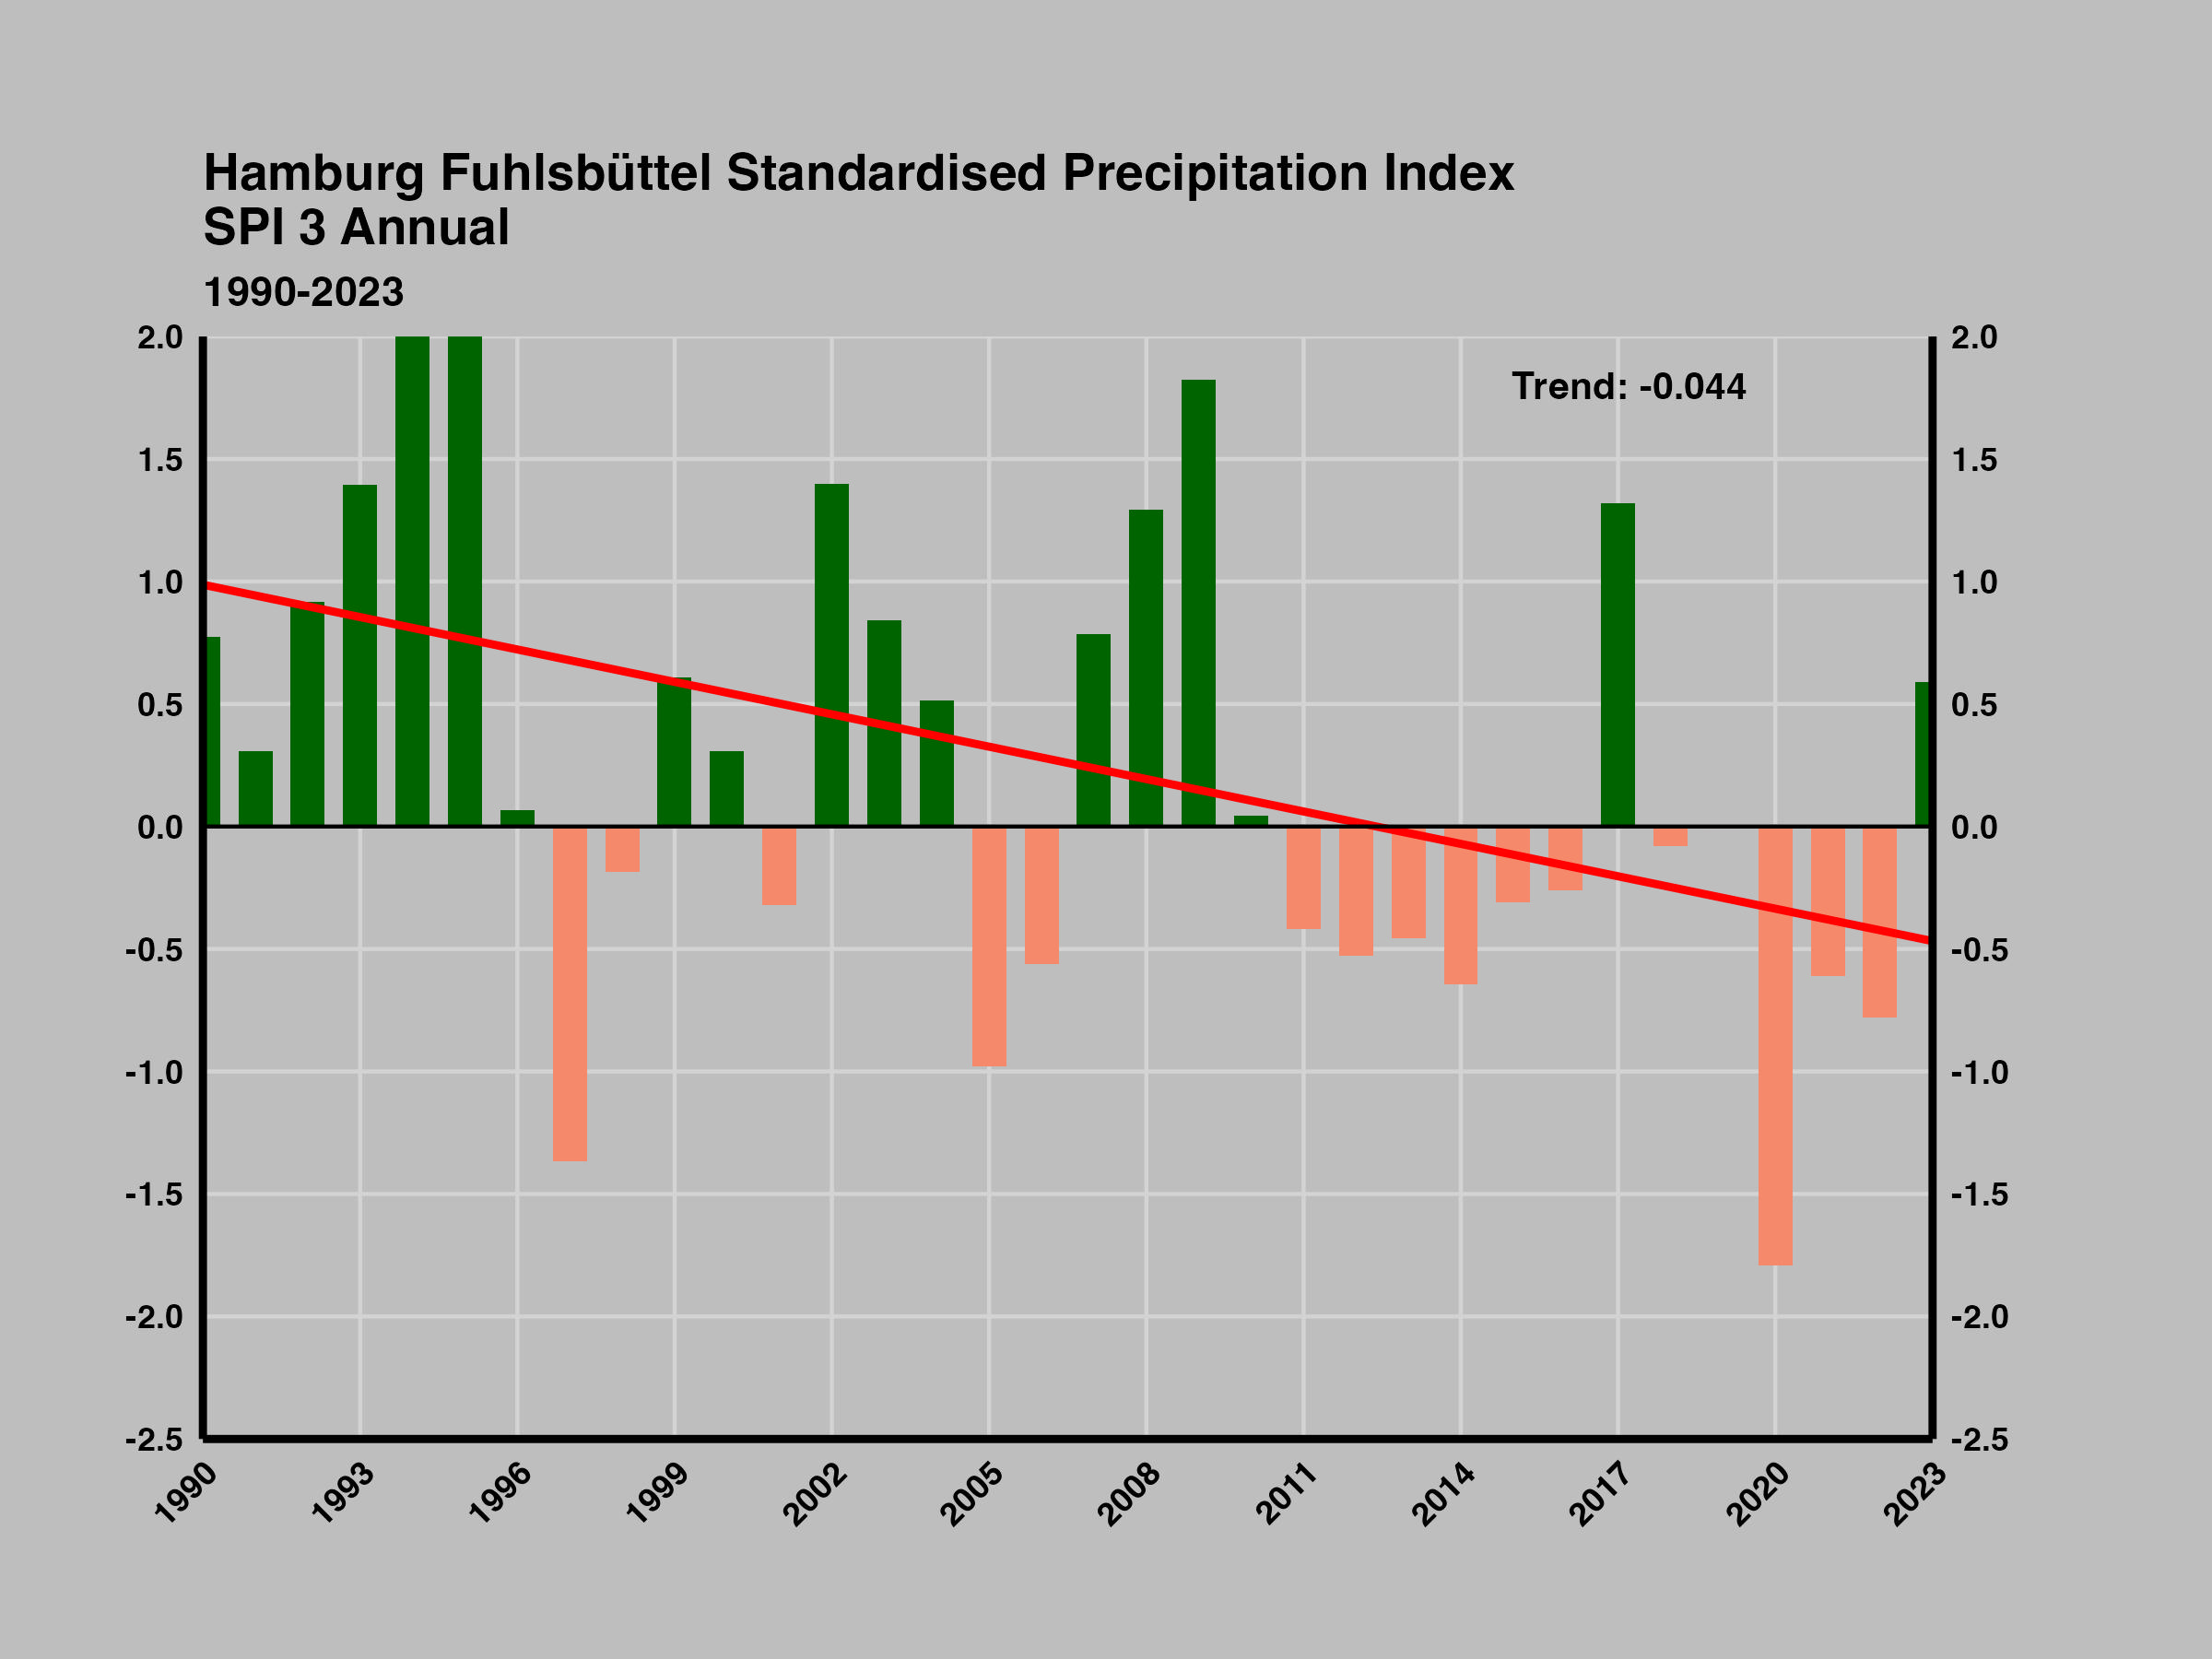 Hamburg Fuhlsbüttel Standardised Precipitation Index
SPI 3 Annual
1990-2023
2.0 2.0
Trend: -0.044
1.5 1.5
1.0 1.0
0.5 0.5
0.0 0.0
-0.5 -0.5
-1.0 -1.0
-1.5 -1.5
-2.0 -2.0
-2.5 -2.5
1990 1993 1996 1999 2002 2005 2008 2011 2014 2017 2020 2023